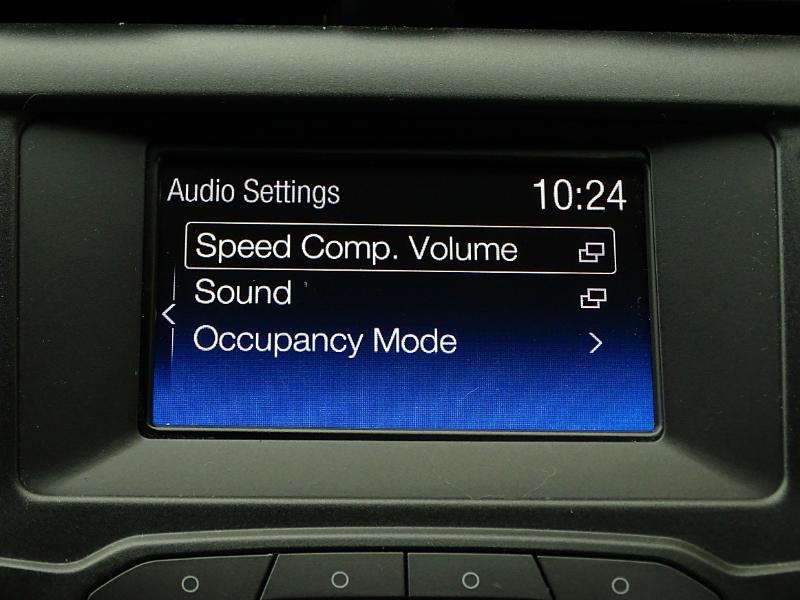 Audio Settings 10:24
Speed Comp. Volume
Sound
Occupancy Mode